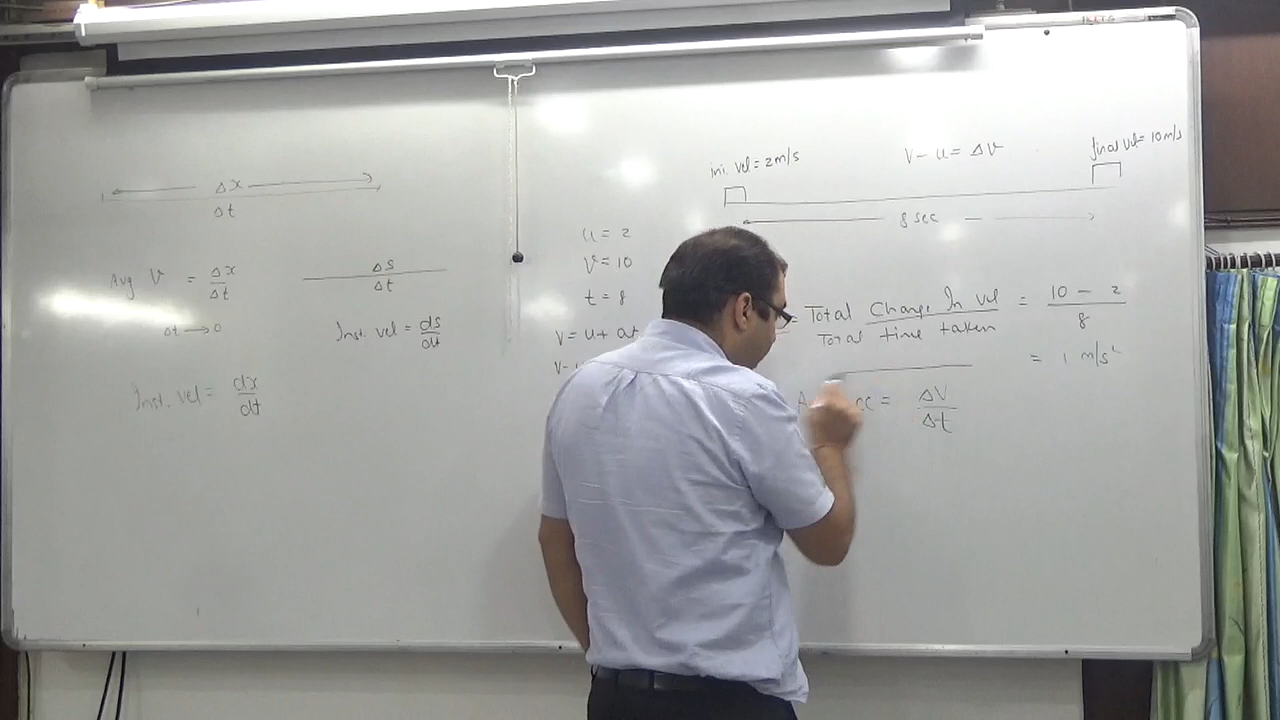 Δx
Δt
Avg V = Δx/Δt
Δt → 0
Inst. vel = dx/dt
Δs/Δt
Inst. vel = ds/dt
ini. vel = 2m/s
V - u = Δv
final vel = 10m/s
8 sec
u = 2
V = 10
t = 8
V = u + at
V-
= Total Change In vel / Total time taken = 10 - 2 / 8
= 1 m/s²
A cc = ΔV/Δt